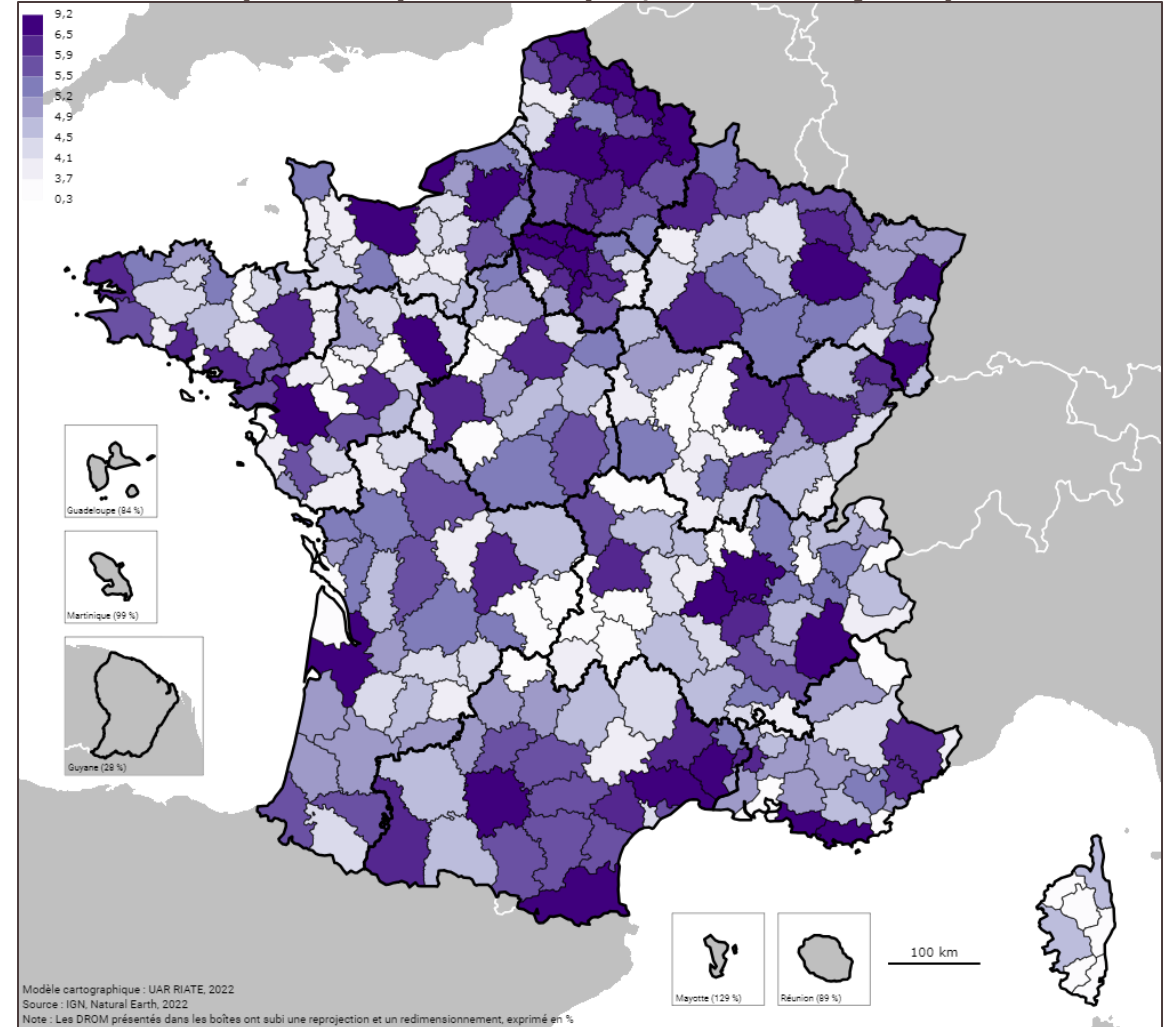 9,2
6,5
5,9
5,5
5,2
4,9
4,5
4,1
3,7
0,3
Guadeloupe (84 %)
Martinique (99 %)
Guyane (28 %)
Mayotte (129 %)
Réunion (89 %)
100 km
Modèle cartographique : UAR RIATE, 2022
Source : IGN, Natural Earth, 2022
Note : Les DROM présentés dans les boîtes ont subi une reprojection et un redimensionnement, exprimé en %